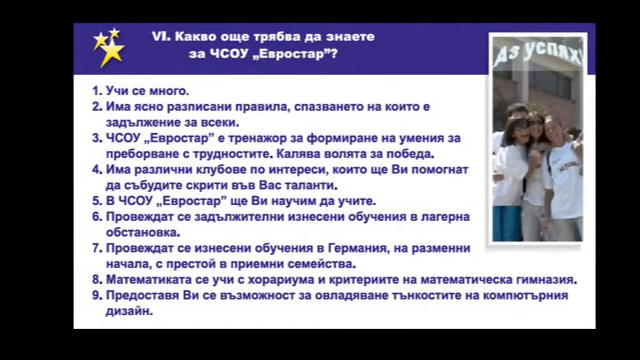 VI. Какво още трябва да знаете
за ЧСОУ „Евростар”?
Аз успях!
1. Учи се много.
2. Има ясно разписани правила, спазването на които е
задължение за всеки.
3. ЧСОУ „Евростар” е тренажор за формиране на умения за
преборване с трудностите. Калява волята за победа.
4. Има различни клубове по интереси, които ще Ви помогнат
да събудите скрити във Вас таланти.
5. В ЧСОУ „Евростар” ще Ви научим да учите.
6. Провеждат се задължителни изнесени обучения в лагерна
обстановка.
7. Провеждат се изнесени обучения в Германия, на разменни
начала, с престой в приемни семейства.
8. Математиката се учи с хорариума и критериите на математическа гимназия.
9. Предоставя Ви се възможност за овладяване тънкостите на компютърния
дизайн.